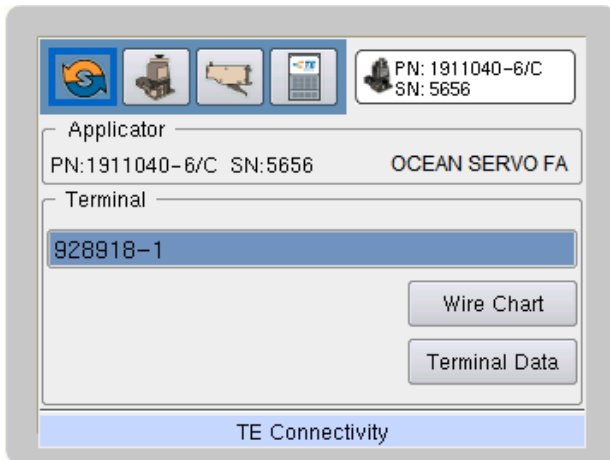 PN: 1911040-6/C
SN: 5656
Applicator
PN:1911040-6/C SN:5656 OCEAN SERVO FA
Terminal
928918-1
Wire Chart
Terminal Data
TE Connectivity